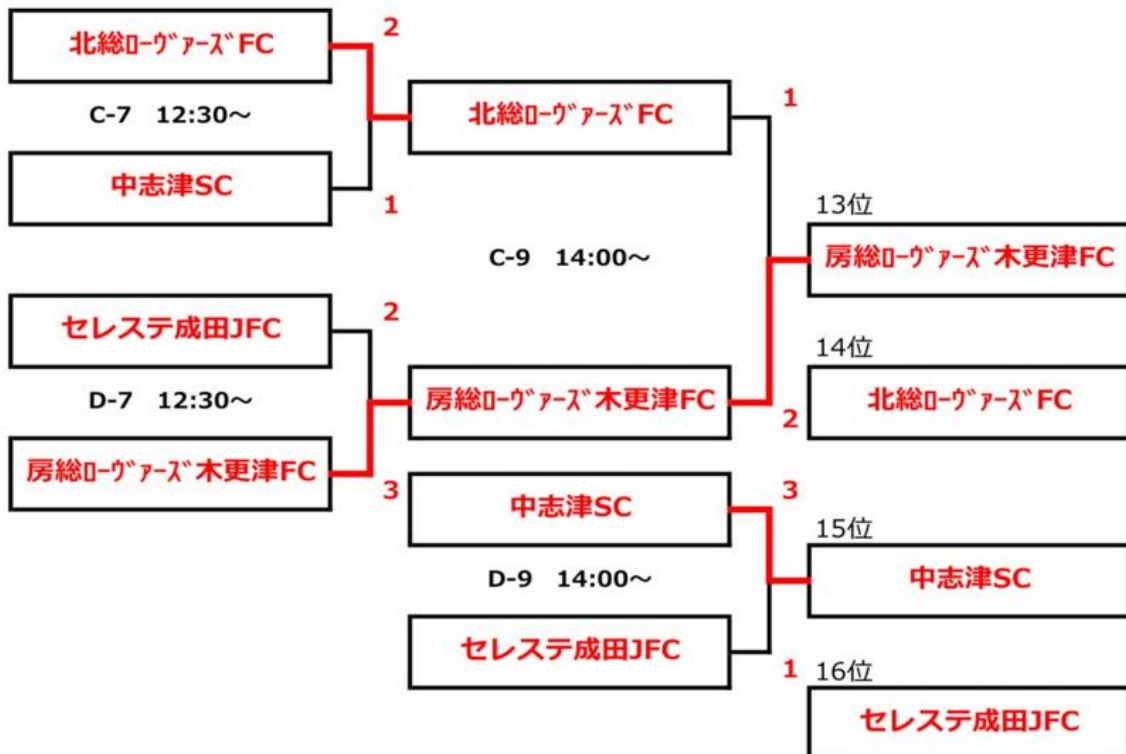 北総ﾛｰｳﾞｧｰｽﾞFC
2
C-7 12:30～
中志津SC
1
北総ﾛｰｳﾞｧｰｽﾞFC
1
C-9 14:00～
セレステ成田JFC
2
D-7 12:30～
房総ﾛｰｳﾞｧｰｽﾞ木更津FC
3
房総ﾛｰｳﾞｧｰｽﾞ木更津FC
2
13位
房総ﾛｰｳﾞｧｰｽﾞ木更津FC
14位
北総ﾛｰｳﾞｧｰｽﾞFC
中志津SC
3
D-9 14:00～
セレステ成田JFC
1
15位
中志津SC
16位
セレステ成田JFC